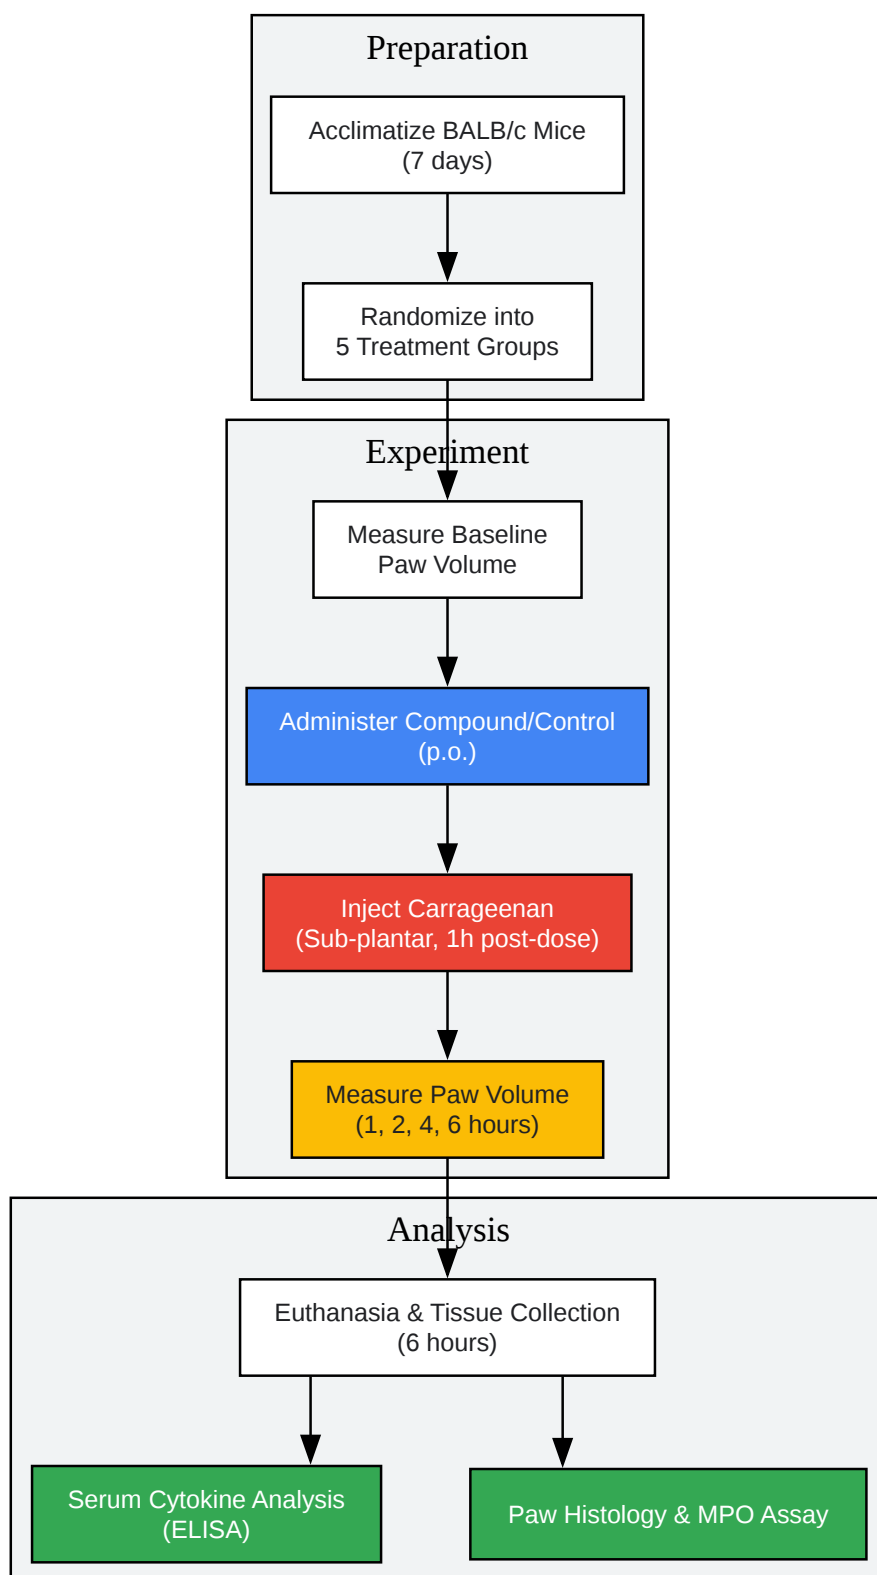 Preparation
Acclimatize BALB/c Mice
(7 days)
Randomize into
5 Treatment Groups
Experiment
Measure Baseline
Paw Volume
Administer Compound/Control
(p.o.)
Inject Carrageenan
(Sub-plantar, 1h post-dose)
Measure Paw Volume
(1, 2, 4, 6 hours)
Analysis
Euthanasia & Tissue Collection
(6 hours)
Serum Cytokine Analysis
(ELISA)
Paw Histology & MPO Assay